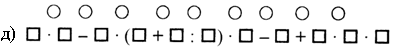 ○ ○ ○ ○ ○ ○ ○ ○ ○
д) □ · □ – □ · (□ + □ : □) · □ – □ + □ · □ · □